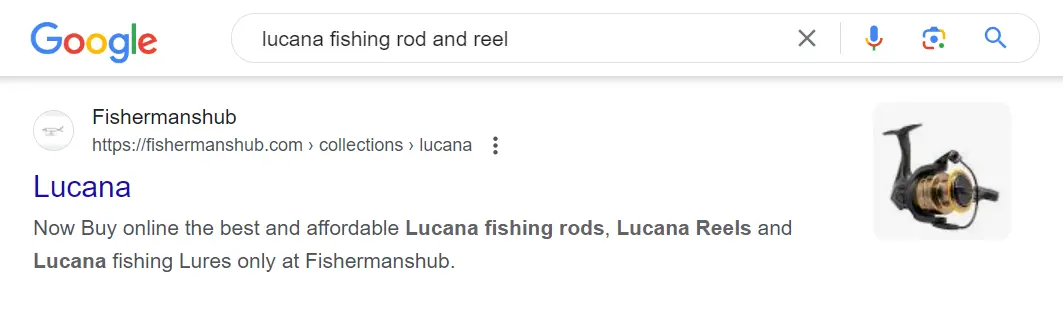 Google
lucana fishing rod and reel
Fishermanshub
https://fishermanshub.com › collections › lucana
Lucana
Now Buy online the best and affordable Lucana fishing rods, Lucana Reels and
Lucana fishing Lures only at Fishermanshub.